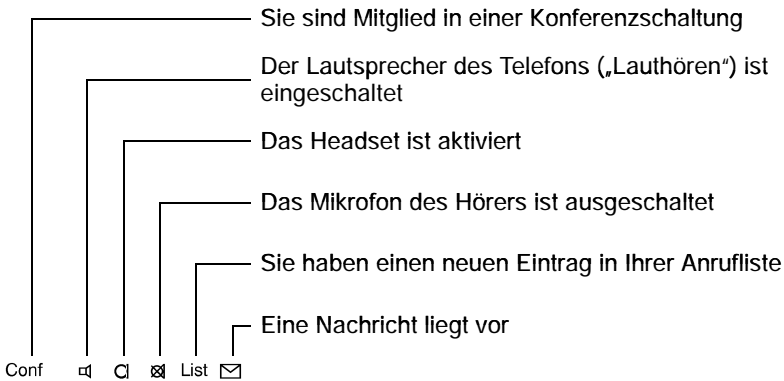 Sie sind Mitglied in einer Konferenzschaltung
Der Lautsprecher des Telefons („Lauthören“) ist
eingeschaltet
Das Headset ist aktiviert
Das Mikrofon des Hörers ist ausgeschaltet
Sie haben einen neuen Eintrag in Ihrer Anrufliste
Eine Nachricht liegt vor
Conf List